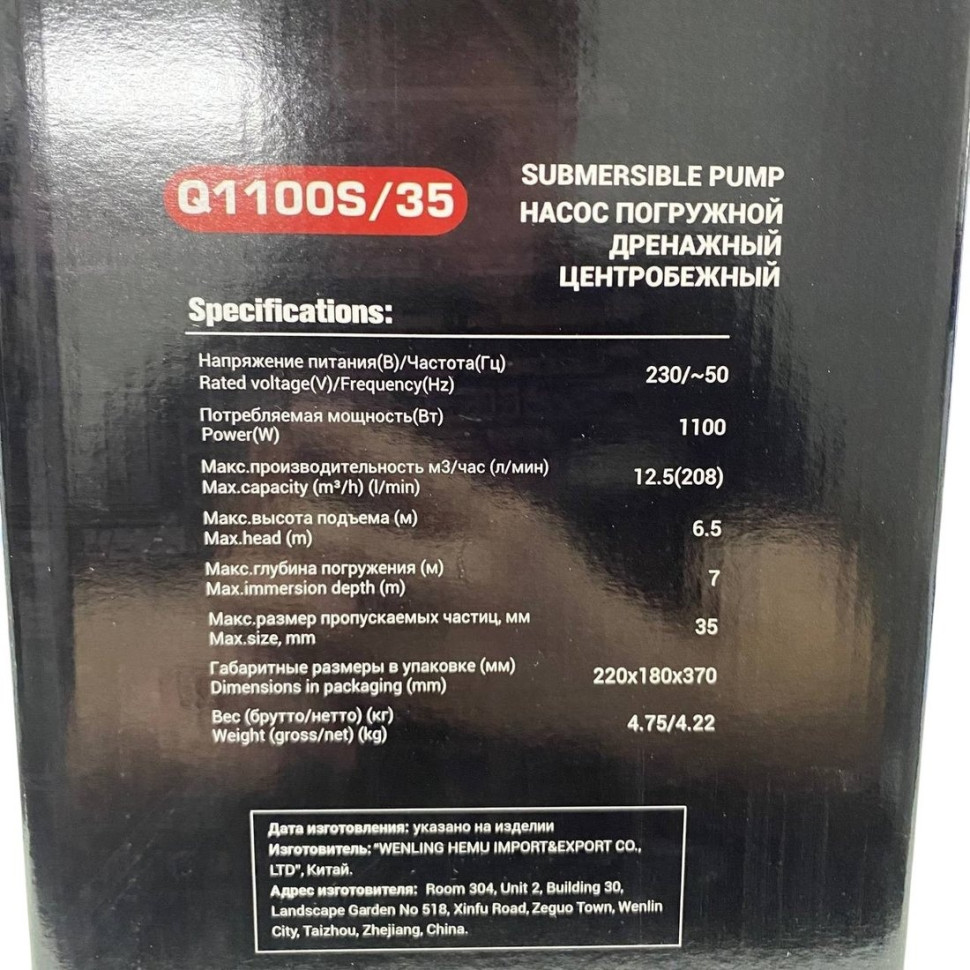 Q1100S/35
SUBMERSIBLE PUMP
НАСОС ПОГРУЖНОЙ
ДРЕНАЖНЫЙ
ЦЕНТРОБЕЖНЫЙ
Specifications:
Напряжение питания(В)/Частота(Гц)
Rated voltage(V)/Frequency(Hz)
230/~50
Потребляемая мощность(Вт)
Power(W)
1100
Макс.производительность м3/час (л/мин)
Max.capacity (m³/h) (l/min)
12.5(208)
Макс.высота подъема (м)
Max.head (m)
6.5
Макс.глубина погружения (м)
Max.immersion depth (m)
7
Макс.размер пропускаемых частиц, мм
Max.size, mm
35
Габаритные размеры в упаковке (мм)
Dimensions in packaging (mm)
220x180x370
Вес (брутто/нетто) (кг)
Weight (gross/net) (kg)
4.75/4.22
Дата изготовления: указано на изделии
Изготовитель: "WENLING HEMU IMPORT&EXPORT CO.,
LTD", Китай.
Адрес изготовителя: Room 304, Unit 2, Building 30,
Landscape Garden No 518, Xinfu Road, Zeguo Town, Wenlin
City, Taizhou, Zhejiang, China.